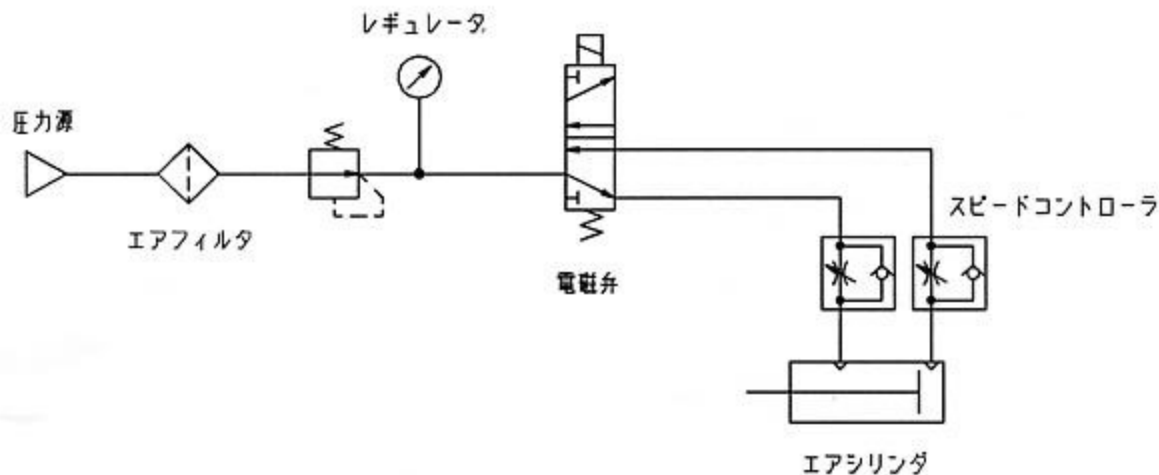 レギュレータ
圧力源
エアフィルタ
電磁弁
スピードコントローラ
エアシリンダ